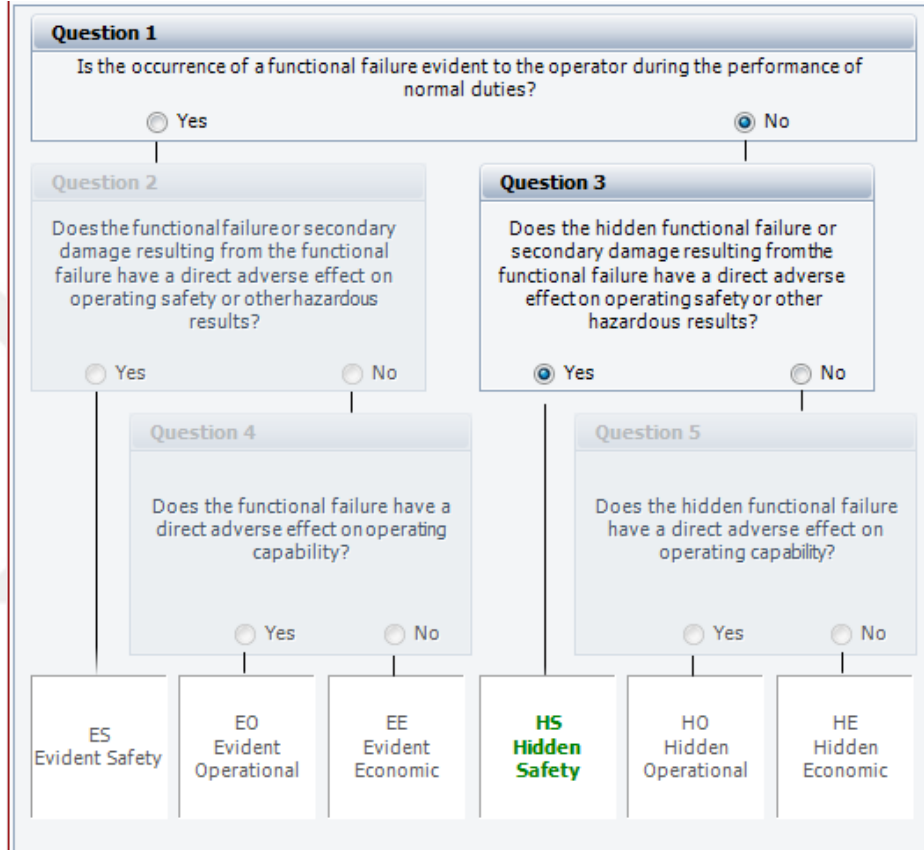 Question 1
Is the occurrence of a functional failure evident to the operator during the performance of
normal duties?
Yes
No
Question 2
Does the functional failure or secondary
damage resulting from the functional
failure have a direct adverse effect on
operating safety or other hazardous
results?
Yes
No
Question 3
Does the hidden functional failure or
secondary damage resulting from the
functional failure have a direct adverse
effect on operating safety or other
hazardous results?
Yes
No
Question 4
Does the functional failure have a
direct adverse effect on operating
capability?
Yes
No
Question 5
Does the hidden functional failure
have a direct adverse effect on
operating capability?
Yes
No
ES
Evident Safety
EO
Evident
Operational
EE
Evident
Economic
HS
Hidden
Safety
HO
Hidden
Operational
HE
Hidden
Economic